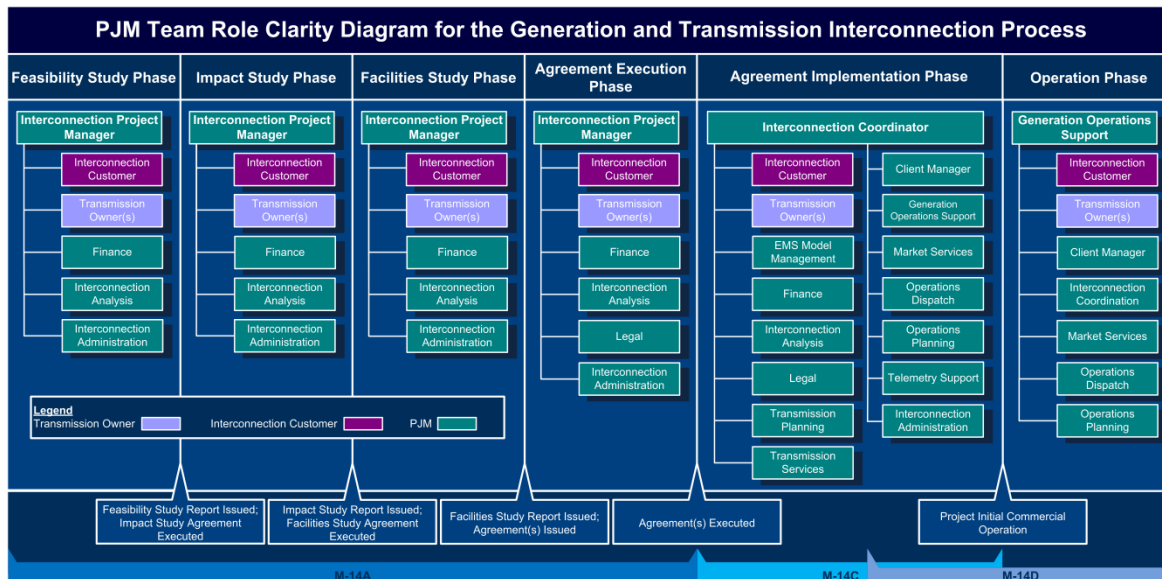 PJM Team Role Clarity Diagram for the Generation and Transmission Interconnection Process
Feasibility Study Phase
Interconnection Project
Manager
Interconnection
Customer
Transmission
Owner(s)
Finance
Interconnection
Analysis
Interconnection
Administration
Impact Study Phase
Interconnection Project
Manager
Interconnection
Customer
Transmission
Owner(s)
Finance
Interconnection
Analysis
Interconnection
Administration
Facilities Study Phase
Interconnection Project
Manager
Interconnection
Customer
Transmission
Owner(s)
Finance
Interconnection
Analysis
Interconnection
Administration
Agreement Execution
Phase
Interconnection Project
Manager
Interconnection
Customer
Transmission
Owner(s)
Finance
Interconnection
Analysis
Legal
Interconnection
Administration
Agreement Implementation Phase
Interconnection Coordinator
Interconnection
Customer
Transmission
Owner(s)
EMS Model
Management
Finance
Interconnection
Analysis
Legal
Transmission
Planning
Transmission
Services
Client Manager
Generation
Operations Support
Market Services
Operations
Dispatch
Operations
Planning
Telemetry Support
Interconnection
Administration
Operation Phase
Generation Operations
Support
Interconnection
Customer
Transmission
Owner(s)
Client Manager
Interconnection
Coordination
Market Services
Operations
Dispatch
Operations
Planning
Legend
Transmission Owner
Interconnection Customer
PJM
Feasibility Study Report Issued;
Impact Study Agreement
Executed
Impact Study Report Issued;
Facilities Study Agreement
Executed
Facilities Study Report Issued;
Agreement(s) Issued
Agreement(s) Executed
Project Initial Commercial
Operation
M-14A
M-14C
M-14D